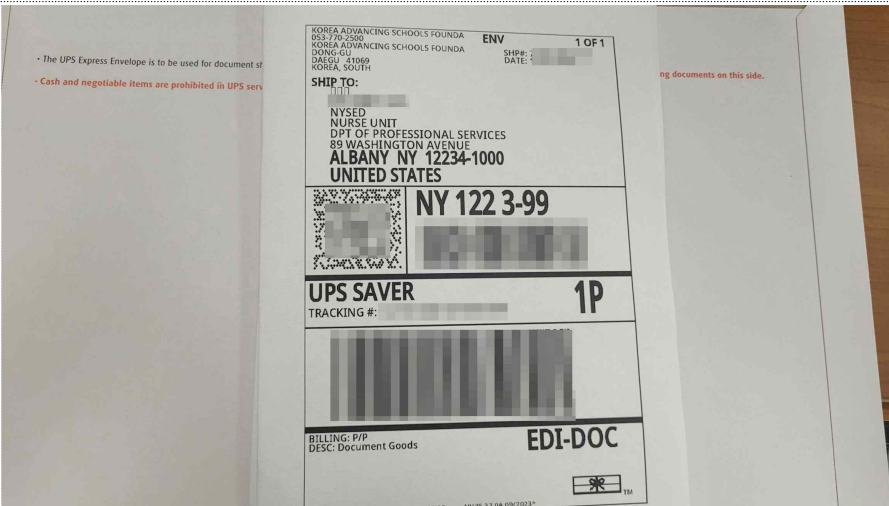 • The UPS Express Envelope is to be used for document
• Cash and negotiable items are prohibited in UPS
ng documents on this side.
KOREA ADVANCING SCHOOLS FOUNDA
053-770-2500
KOREA ADVANCING SCHOOLS FOUNDA
DONG-GU
DAEGU 41069
KOREA, SOUTH
ENV
1 OF 1
SHP#:
DATE:
SHIP TO:
NYSED
NURSE UNIT
DPT OF PROFESSIONAL SERVICES
89 WASHINGTON AVENUE
ALBANY NY 12234-1000
UNITED STATES
NY 122 3-99
UPS SAVER
1P
TRACKING #:
BILLING: P/P
DESC: Document Goods
EDI-DOC
TM